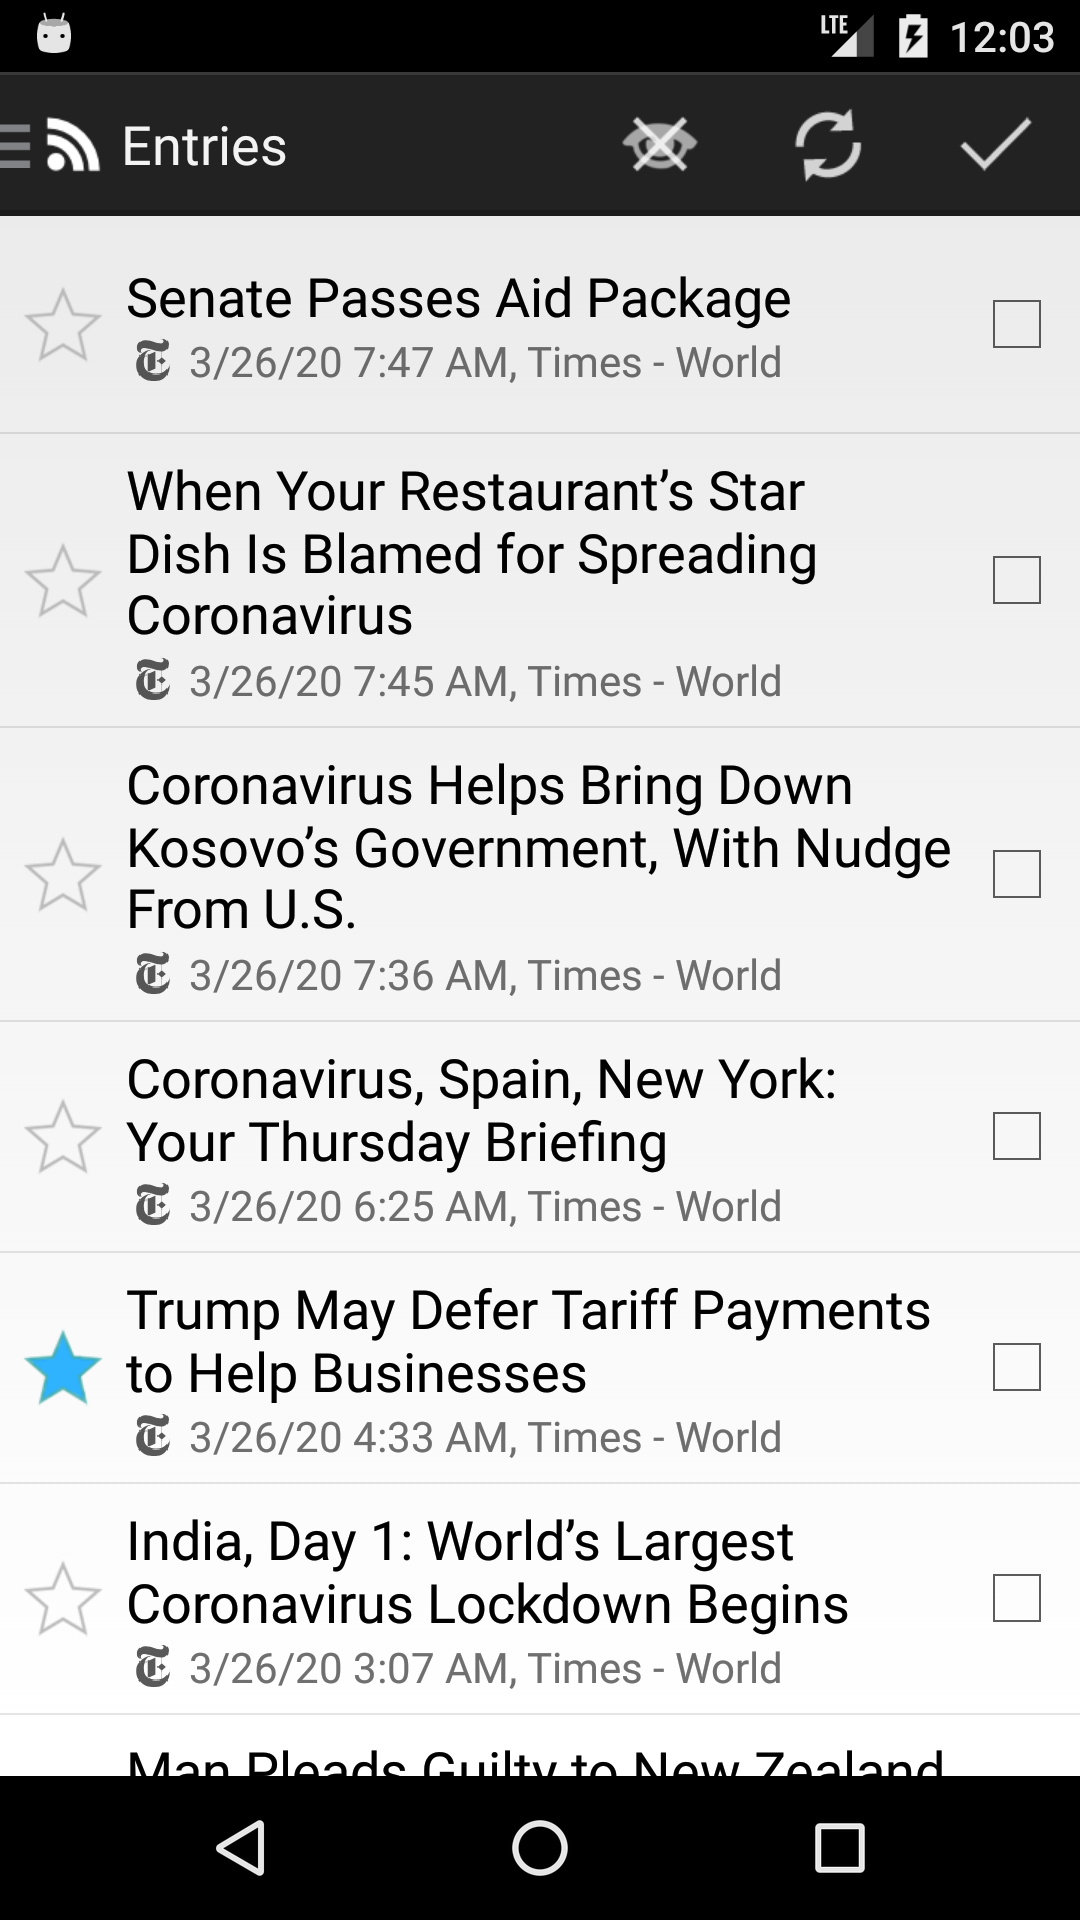 LTE 12:03
Entries
Senate Passes Aid Package
3/26/20 7:47 AM, Times - World
When Your Restaurant’s Star
Dish Is Blamed for Spreading
Coronavirus
3/26/20 7:45 AM, Times - World
Coronavirus Helps Bring Down
Kosovo’s Government, With Nudge
From U.S.
3/26/20 7:36 AM, Times - World
Coronavirus, Spain, New York:
Your Thursday Briefing
3/26/20 6:25 AM, Times - World
Trump May Defer Tariff Payments
to Help Businesses
3/26/20 4:33 AM, Times - World
India, Day 1: World’s Largest
Coronavirus Lockdown Begins
3/26/20 3:07 AM, Times - World
Man Pleads Guilty to New Zealand